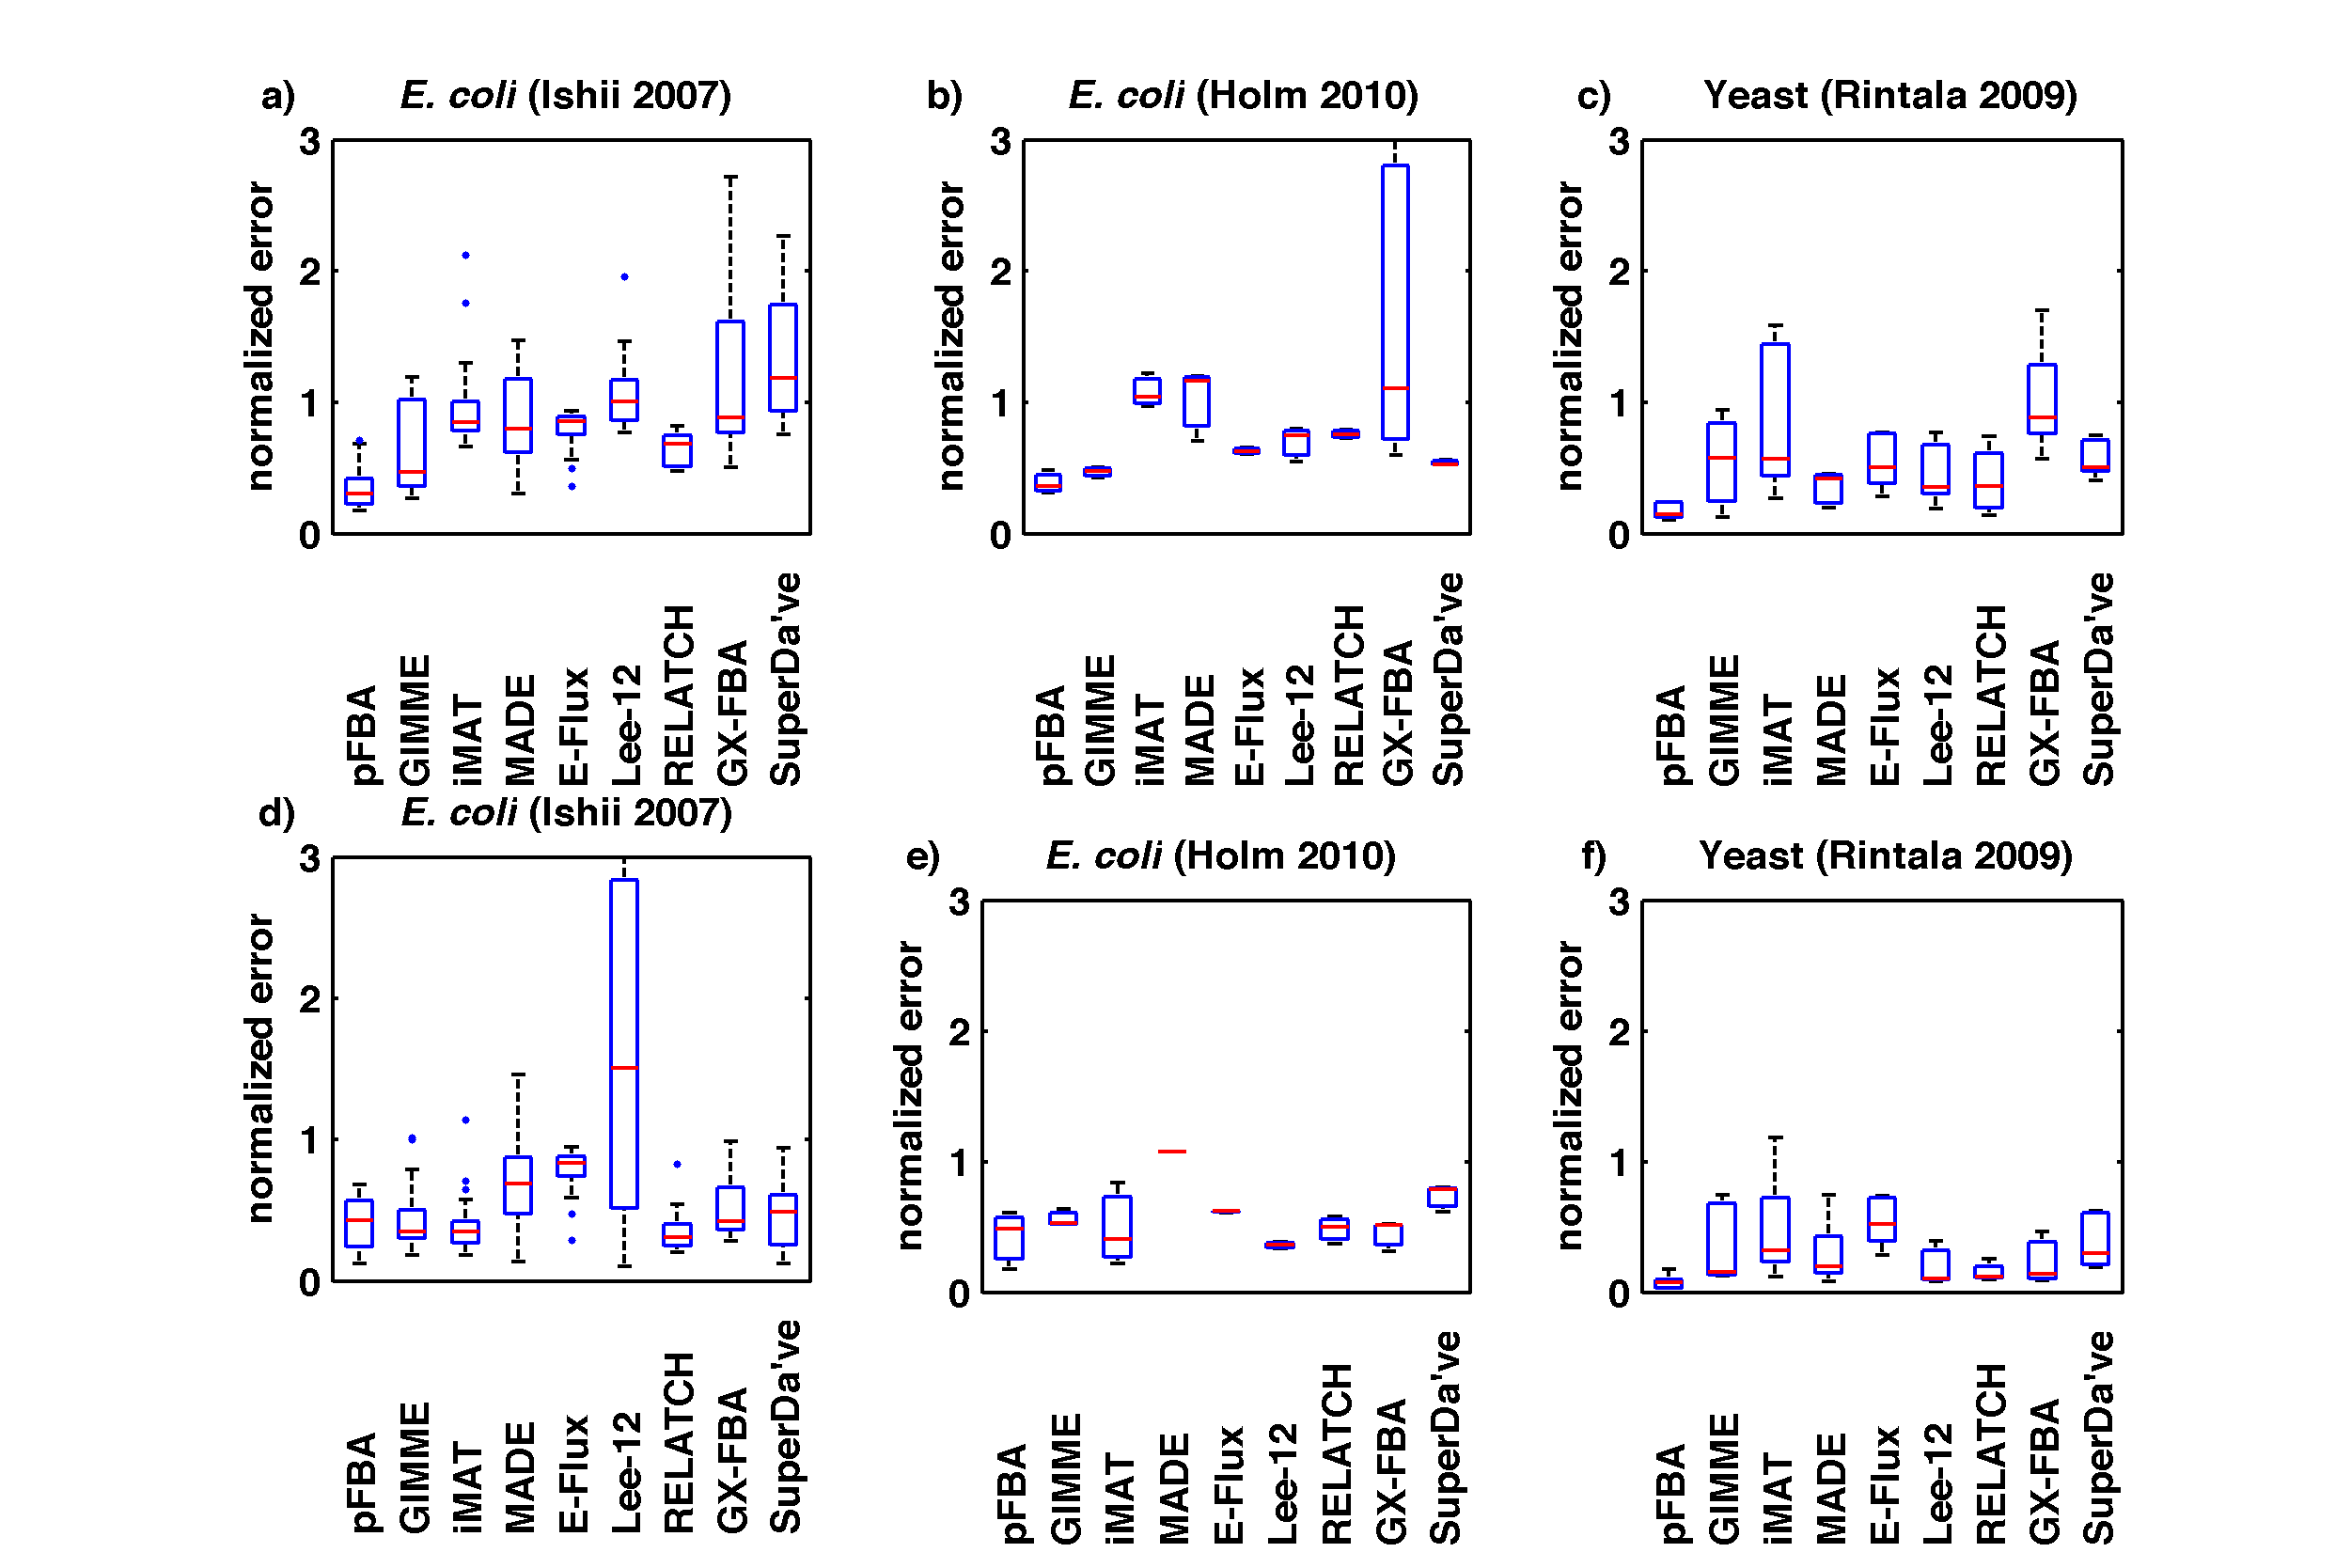 a) E. coli (Ishii 2007)
normalized error
3
2
1
0
pFBA
GIMME
iMAT
MADE
E-Flux
Lee-12
RELATCH
GX-FBA
SuperDa've
b) E. coli (Holm 2010)
normalized error
3
2
1
0
pFBA
GIMME
iMAT
MADE
E-Flux
Lee-12
RELATCH
GX-FBA
SuperDa've
c) Yeast (Rintala 2009)
normalized error
3
2
1
0
pFBA
GIMME
iMAT
MADE
E-Flux
Lee-12
RELATCH
GX-FBA
SuperDa've
d) E. coli (Ishii 2007)
normalized error
3
2
1
0
pFBA
GIMME
iMAT
MADE
E-Flux
Lee-12
RELATCH
GX-FBA
SuperDa've
e) E. coli (Holm 2010)
normalized error
3
2
1
0
pFBA
GIMME
iMAT
MADE
E-Flux
Lee-12
RELATCH
GX-FBA
SuperDa've
f) Yeast (Rintala 2009)
normalized error
3
2
1
0
pFBA
GIMME
iMAT
MADE
E-Flux
Lee-12
RELATCH
GX-FBA
SuperDa've